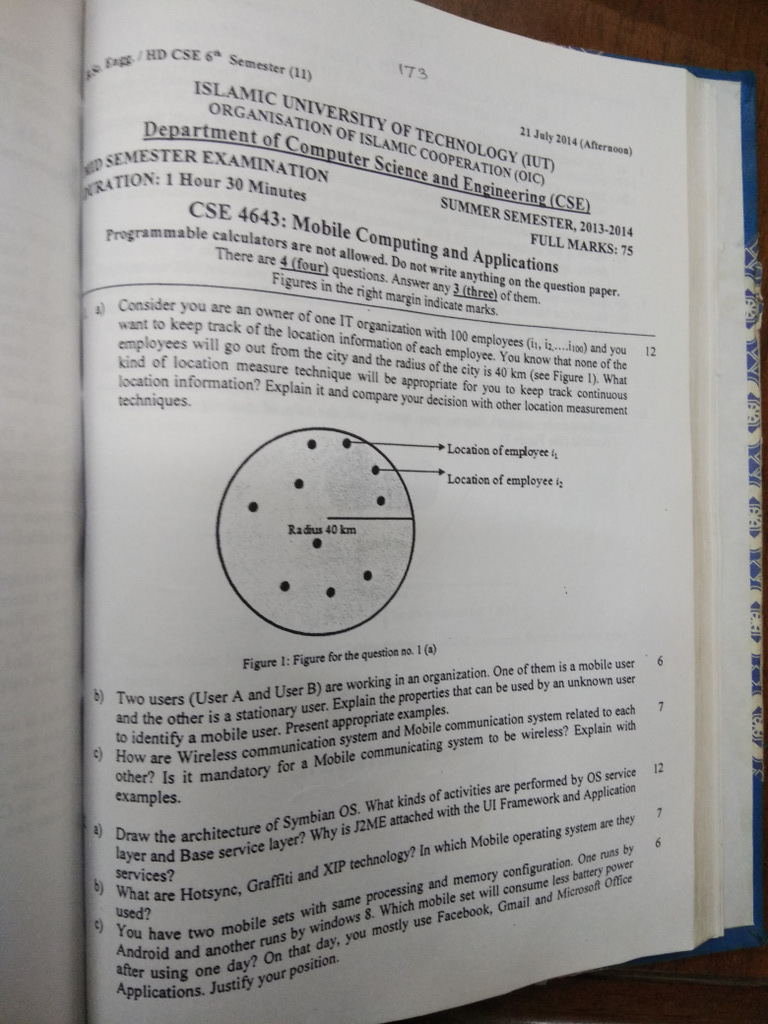 Engg. / HD CSE 6th Semester (11)
173
21 July 2014 (Afternoon)
ISLAMIC UNIVERSITY OF TECHNOLOGY (IUT)
ORGANISATION OF ISLAMIC COOPERATION (OIC)
Department of Computer Science and Engineering (CSE)
SEMESTER EXAMINATION
SUMMER SEMESTER, 2013-2014
DURATION: 1 Hour 30 Minutes
FULL MARKS: 75
CSE 4643: Mobile Computing and Applications
Programmable calculators are not allowed. Do not write anything on the question paper.
There are 4 (four) questions. Answer any 3 (three) of them.
Figures in the right margin indicate marks.
a) Consider you are an owner of one IT organization with 100 employees (i1, i2,....i100) and you 12
want to keep track of the location information of each employee. You know that none of the
employees will go out from the city and the radius of the city is 40 km (see Figure 1). What
kind of location measure technique will be appropriate for you to keep track continuous
location information? Explain it and compare your decision with other location measurement
techniques.
Location of employee i1
Location of employee i2
Radius 40 km
Figure 1: Figure for the question no. 1 (a)
b) Two users (User A and User B) are working in an organization. One of them is a mobile user 6
and the other is a stationary user. Explain the properties that can be used by an unknown user
to identify a mobile user. Present appropriate examples.
c) How are Wireless communication system and Mobile communication system related to each 7
other? Is it mandatory for a Mobile communicating system to be wireless? Explain with
examples.
a) Draw the architecture of Symbian OS. What kinds of activities are performed by OS service 12
layer and Base service layer? Why is J2ME attached with the UI Framework and Application
services?
b) What are Hotsync, Graffiti and XIP technology? In which Mobile operating system are they 7
used?
c) You have two mobile sets with same processing and memory configuration. One runs by 6
Android and another runs by windows 8. Which mobile set will consume less battery power
after using one day? On that day, you mostly use Facebook, Gmail and Microsoft Office
Applications. Justify your position.